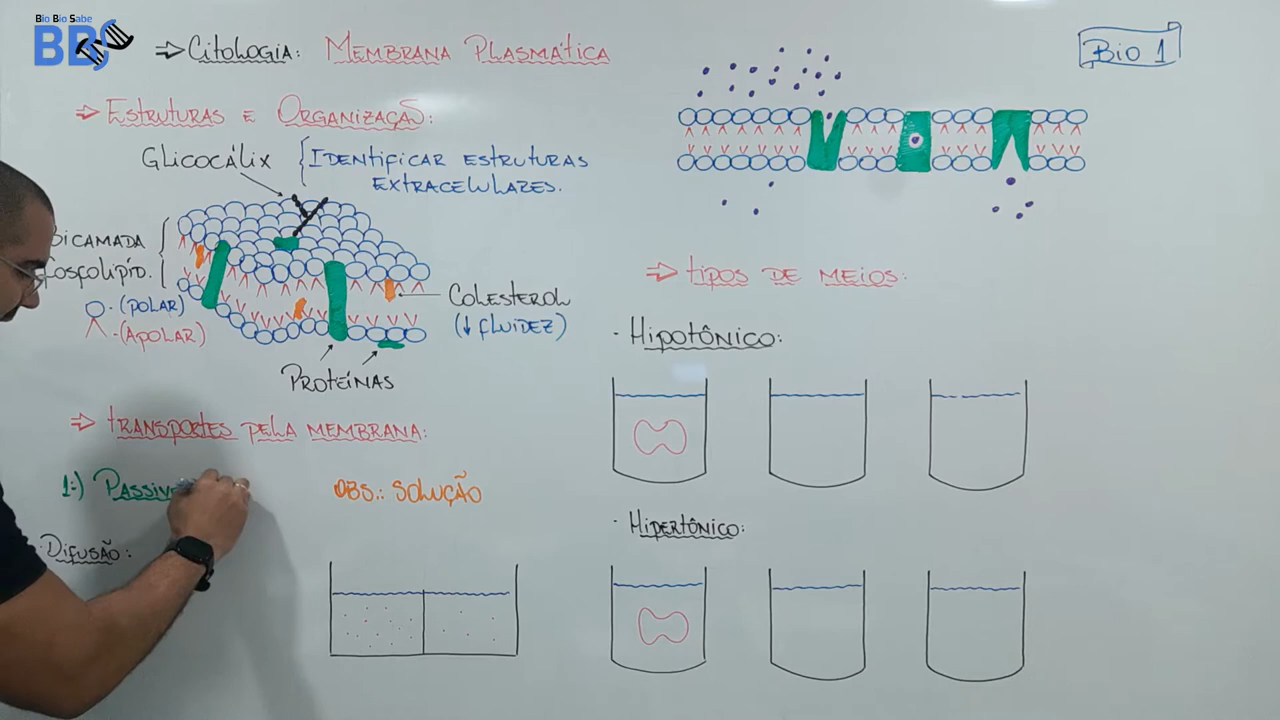 Bio Bio Sabe
BBS
⇒ Citologia: Membrana Plasmática
Bio 1
⇒ Estruturas e Organização:
Glicocálix { Identificar estruturas
extracelulares.
Bicamada
fosfolipíd.
- (Polar)
- (Apolar)
Colesterol
(↓ fluidez)
Proteínas
⇒ transportes pela membrana:
1:) Passiv
OBS.: Solução
· Difusão:
⇒ tipos de meios:
· Hipotônico:
· Hipertônico: